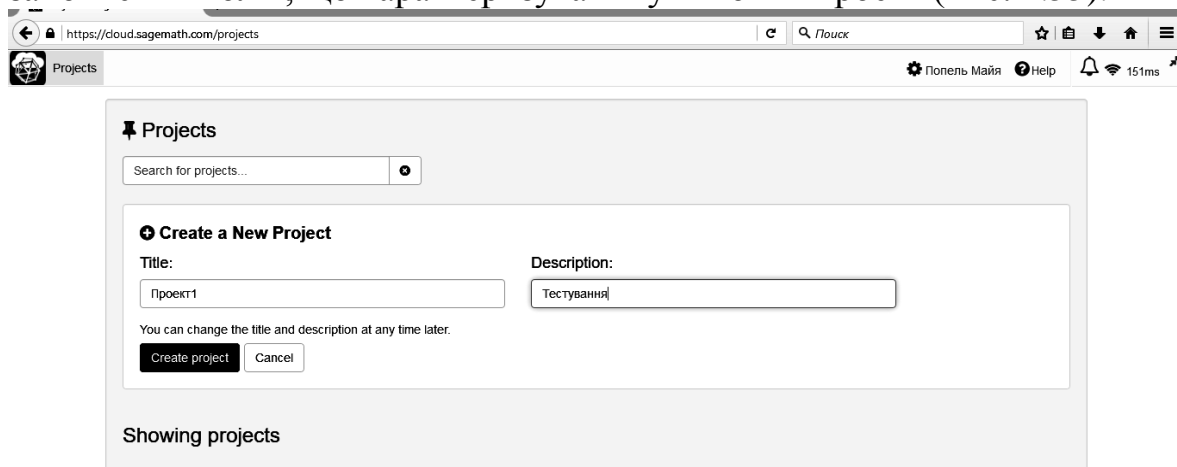 https://cloud.sagemath.com/projects Поиск
Projects Попель Майя Help 151ms
Projects
Search for projects...
Create a New Project
Title: Description:
Проект1 Тестування
You can change the title and description at any time later.
Create project Cancel
Showing projects